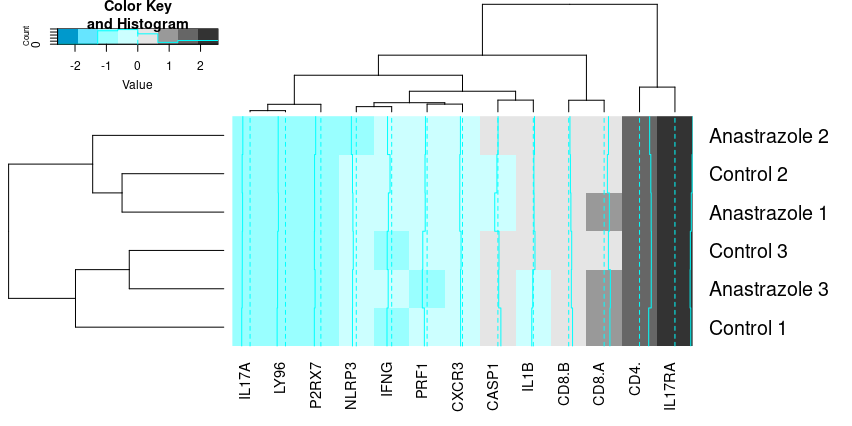 Color Key
and Histogram
Count
0
-2 -1 0 1 2
Value
Anastrazole 2
Control 2
Anastrazole 1
Control 3
Anastrazole 3
Control 1
IL17A LY96 P2RX7 NLRP3 IFNG PRF1 CXCR3 CASP1 IL1B CD8.B CD8.A CD4. IL17RA